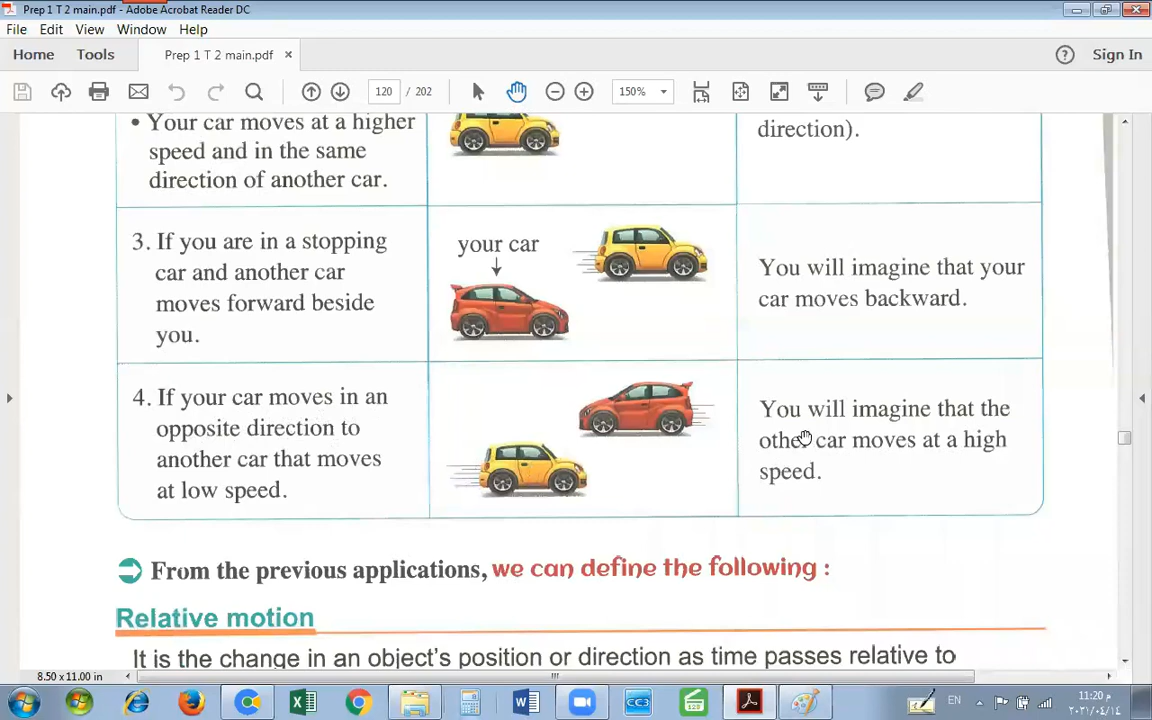 Prep 1 T 2 main.pdf - Adobe Acrobat Reader DC
File Edit View Window Help
Home Tools Prep 1 T 2 main.pdf × Sign In
120 / 202 150%
• Your car moves at a higher
speed and in the same
direction of another car.
direction).
3. If you are in a stopping
car and another car
moves forward beside
you.
your car
You will imagine that your
car moves backward.
4. If your car moves in an
opposite direction to
another car that moves
at low speed.
You will imagine that the
other car moves at a high
speed.
From the previous applications, we can define the following :
Relative motion
It is the change in an object's position or direction as time passes relative to
8.50 x 11.00 in
EN
11:20 م
٢٠٢١/٠٤/١٤